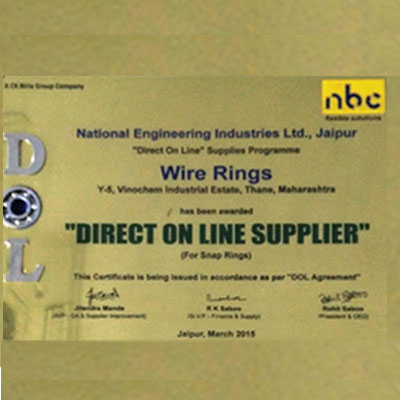 A CK Birla Group Company
nbc
flexible solutions
National Engineering Industries Ltd., Jaipur
"Direct On Line" Supplies Programme
Wire Rings
Y-5, Vinochem Industrial Estate, Thane, Maharashtra
has been awarded
"DIRECT ON LINE SUPPLIER"
(For Snap Rings)
This Certificate is being issued in accordance as per "DOL Agreement"
Jitendra Mande R K Saboo Rohit Saboo
(AVP - QA & Supplier Improvement) (Sr.V.P. - Finance & Supply) (President & CEO)
Jaipur, March 2015
DOL